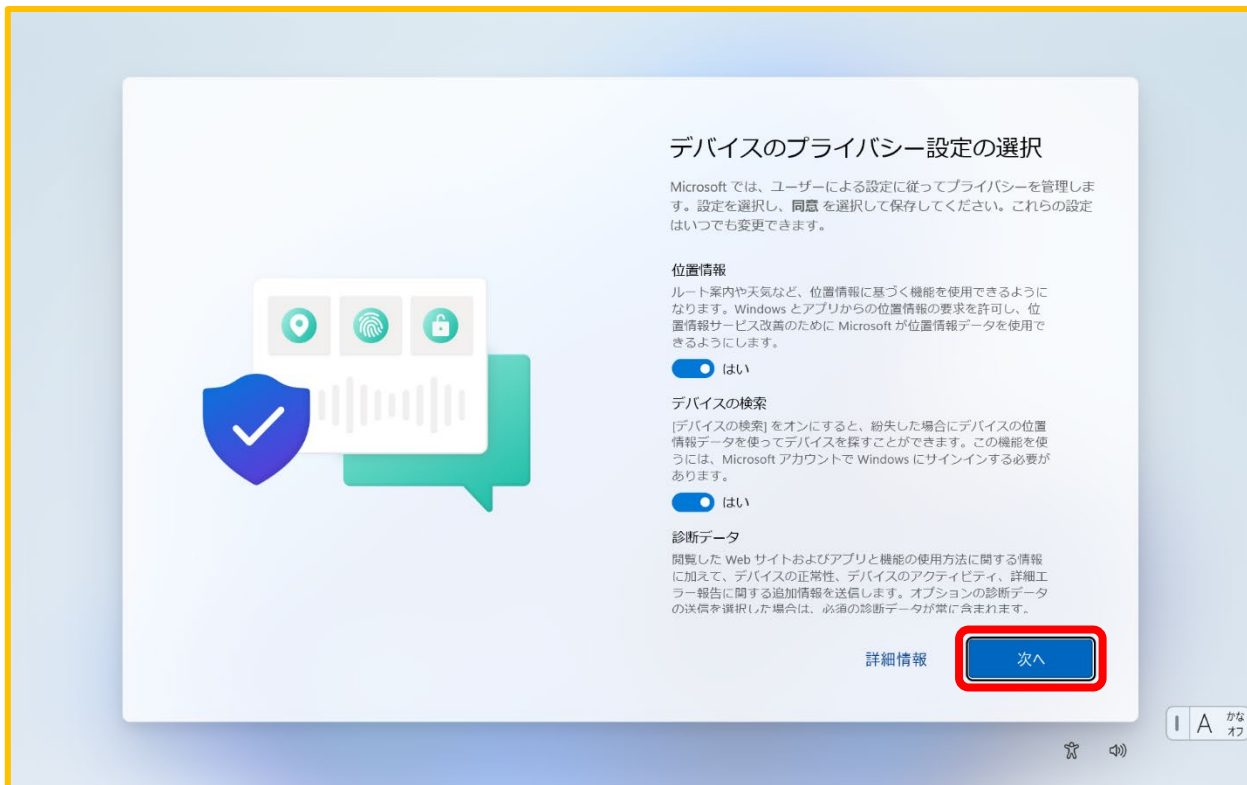 デバイスのプライバシー設定の選択
Microsoft では、ユーザーによる設定に従ってプライバシーを管理しま
す。設定を選択し、同意 を選択して保存してください。これらの設定
はいつでも変更できます。
位置情報
ルート案内や天気など、位置情報に基づく機能を使用できるように
なります。Windows とアプリからの位置情報の要求を許可し、位
置情報サービス改善のために Microsoft が位置情報データを使用で
きるようにします。
はい
デバイスの検索
[デバイスの検索] をオンにすると、紛失した場合にデバイスの位置
情報データを使ってデバイスを探すことができます。この機能を使
うには、Microsoft アカウントで Windows にサインインする必要が
あります。
はい
診断データ
閲覧した Web サイトおよびアプリと機能の使用方法に関する情報
に加えて、デバイスの正常性、デバイスのアクティビティ、詳細エ
ラー報告に関する追加情報を送信します。オプションの診断データ
の送信を選択した場合は、必須の診断データが常に含まれます。
詳細情報
次へ
A かな
オフ